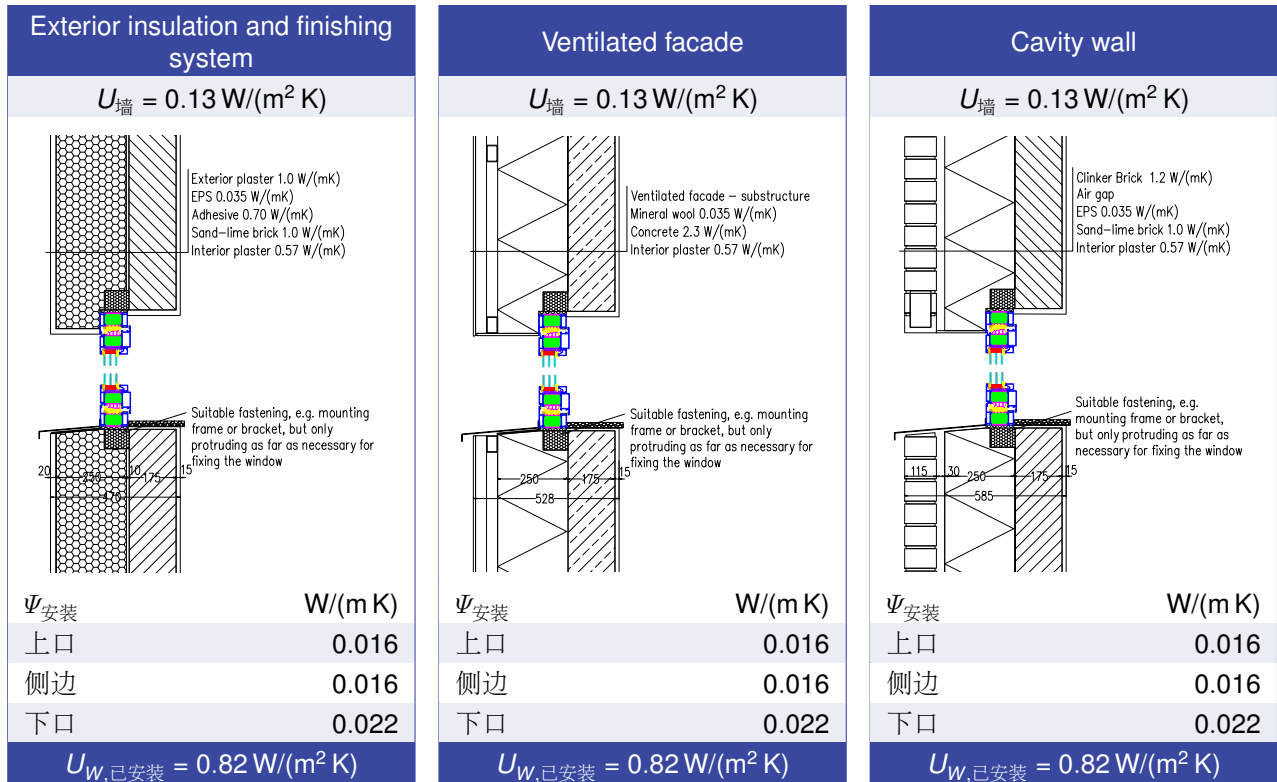 Exterior insulation and finishing
system
U墙 = 0.13 W/(m² K)
Exterior plaster 1.0 W/(mK)
EPS 0.035 W/(mK)
Adhesive 0.70 W/(mK)
Sand-lime brick 1.0 W/(mK)
Interior plaster 0.57 W/(mK)
Suitable fastening, e.g. mounting
frame or bracket, but only
protruding as far as necessary for
fixing the window
20
250
10
175
15
470
Ψ安装 W/(m K)
上口 0.016
侧边 0.016
下口 0.022
UW,已安装 = 0.82 W/(m² K)
Ventilated facade
U墙 = 0.13 W/(m² K)
Ventilated facade – substructure
Mineral wool 0.035 W/(mK)
Concrete 2.3 W/(mK)
Interior plaster 0.57 W/(mK)
Suitable fastening, e.g. mounting
frame or bracket, but only
protruding as far as necessary for
fixing the window
250
175
15
528
Ψ安装 W/(m K)
上口 0.016
侧边 0.016
下口 0.022
UW,已安装 = 0.82 W/(m² K)
Cavity wall
U墙 = 0.13 W/(m² K)
Clinker Brick 1.2 W/(mK)
Air gap
EPS 0.035 W/(mK)
Sand-lime brick 1.0 W/(mK)
Interior plaster 0.57 W/(mK)
Suitable fastening, e.g.
mounting frame or bracket,
but only protruding as far as
necessary for fixing the window
115
30
250
175
15
585
Ψ安装 W/(m K)
上口 0.016
侧边 0.016
下口 0.022
UW,已安装 = 0.82 W/(m² K)